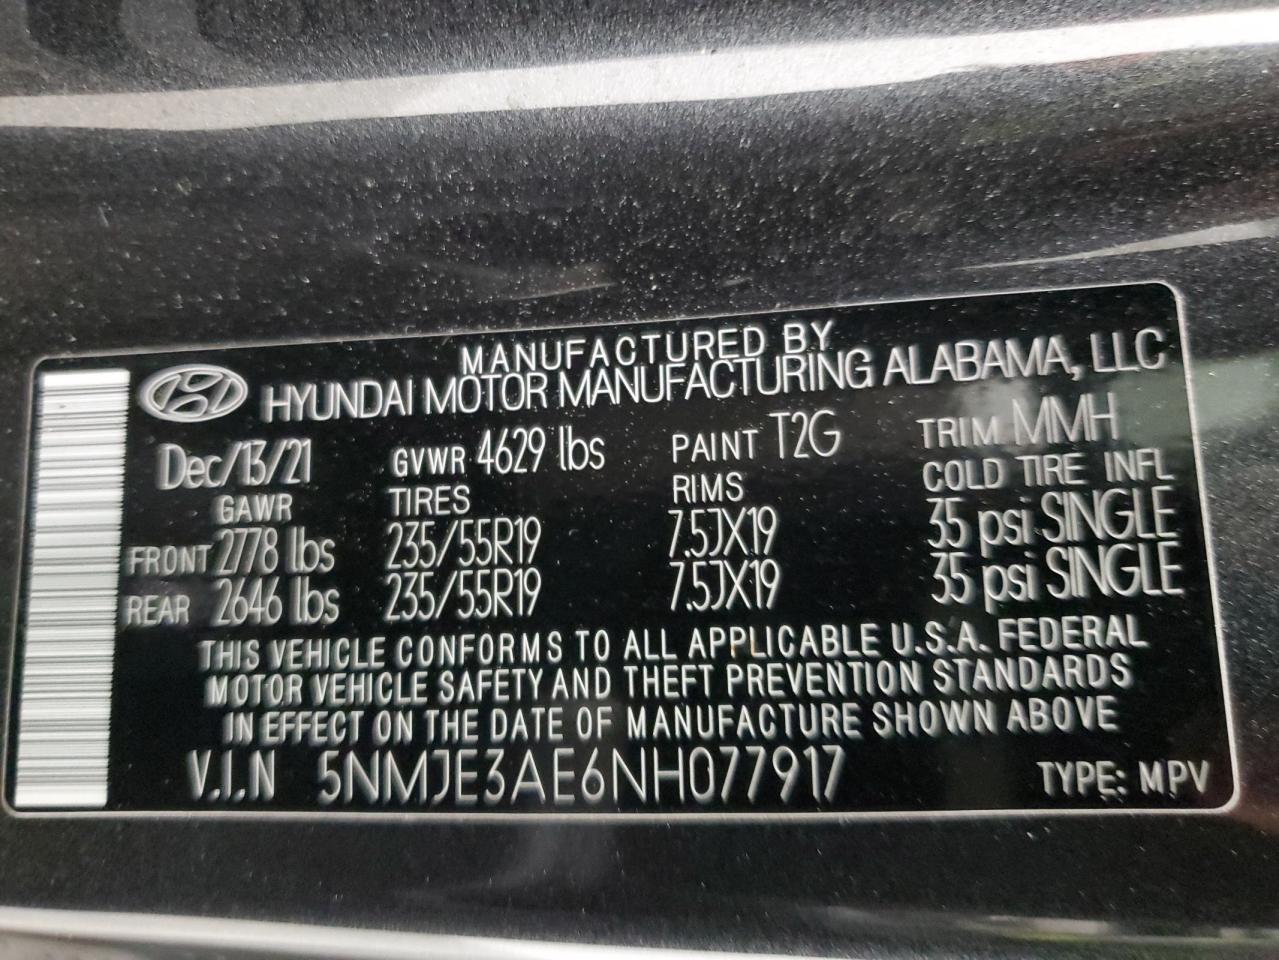 MANUFACTURED BY
HYUNDAI MOTOR MANUFACTURING ALABAMA, LLC
Dec/13/21 GVWR 4629 lbs PAINT T2G TRIM MMH
GAWR TIRES RIMS COLD TIRE INFL
FRONT 2778 lbs 235/55R19 7.5JX19 35 psi SINGLE
REAR 2646 lbs 235/55R19 7.5JX19 35 psi SINGLE
THIS VEHICLE CONFORMS TO ALL APPLICABLE U.S.A. FEDERAL
MOTOR VEHICLE SAFETY AND THEFT PREVENTION STANDARDS
IN EFFECT ON THE DATE OF MANUFACTURE SHOWN ABOVE
V.I.N 5NMJE3AE6NH077917 TYPE: MPV